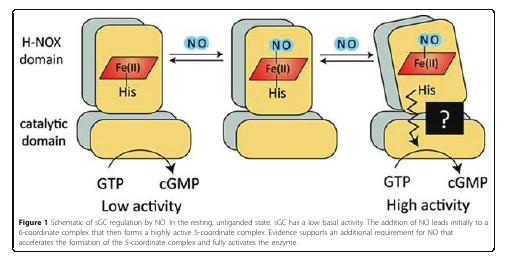 H-NOX
domain
NO
NO
NO
NO
Fe(II)
Fe(II)
Fe(II)
His
His
His
?
catalytic
domain
GTP
cGMP
GTP
cGMP
Low activity
High activity
Figure 1 Schematic of sGC regulation by NO. In the resting, unliganded state, sGC has a low basal activity. The addition of NO leads initially to a
6-coordinate complex that then forms a highly active 5-coordinate complex. Evidence supports an additional requirement for NO that
accelerates the formation of the 5-coordinate complex and fully activates the enzyme.